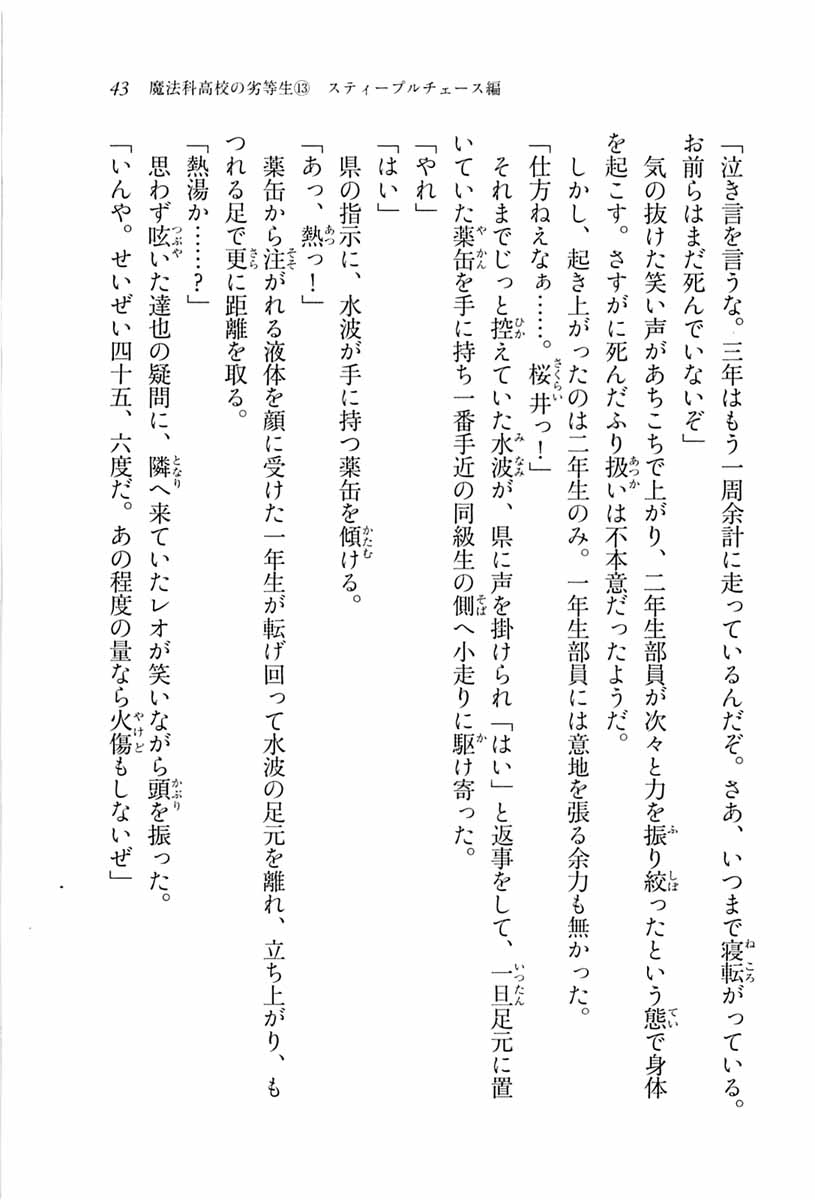 43 魔法科高校の劣等生⑬ スティープルチェース編
「泣き言を言うな。三年はもう一周余計に走っているんだぞ。さあ、いつまで寝転がっている。
お前らはまだ死んでいないぞ」
気の抜けた笑い声があちこちで上がり、二年生部員が次々と力を振り絞ったという態で身体
を起こす。さすがに死んだふり扱いは不本意だったようだ。
しかし、起き上がったのは二年生のみ。一年生部員には意地を張る余力も無かった。
「仕方ねえなぁ……。桜井っ！」
それまでじっと控えていた水波が、県に声を掛けられ「はい」と返事をして、一旦足元に置
いていた薬缶を手に持ち一番手近の同級生の側へ小走りに駆け寄った。
「やれ」
「はい」
県の指示に、水波が手に持つ薬缶を傾ける。
「あっ、熱っ！」
薬缶から注がれる液体を顔に受けた一年生が転げ回って水波の足元を離れ、立ち上がり、も
つれる足で更に距離を取る。
「熱湯か……？」
思わず呟いた達也の疑問に、隣へ来ていたレオが笑いながら頭を振った。
「いんや。せいぜい四十五、六度だ。あの程度の量なら火傷もしないぜ」